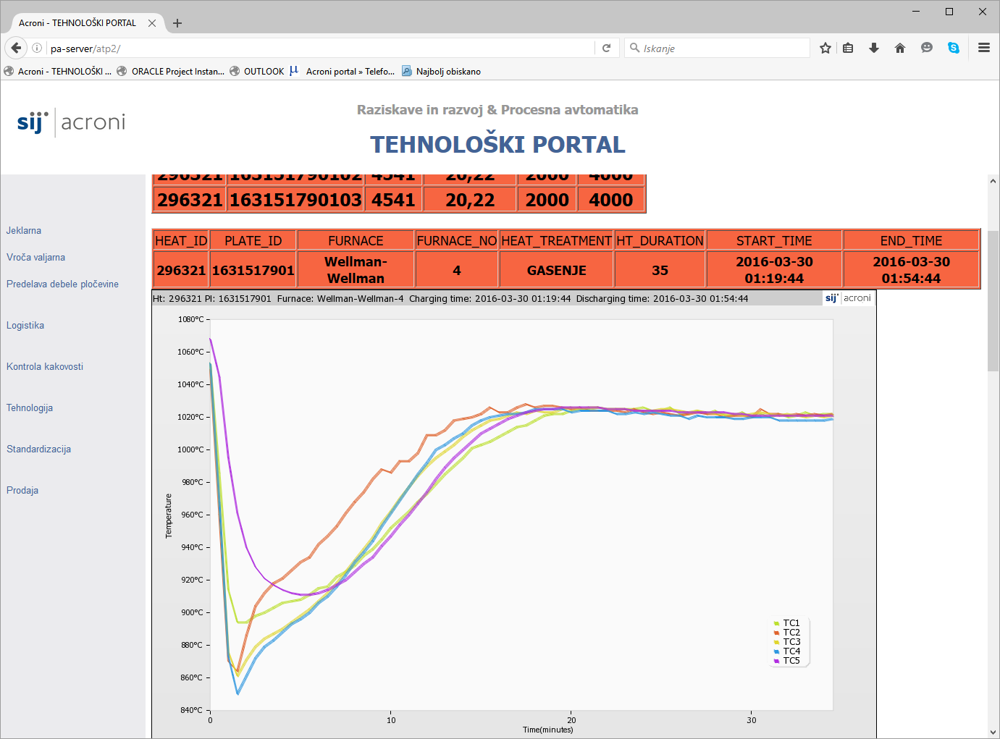 Acroni - TEHNOLOŠKI PORTAL
pa-server/atp2/
Iskanje
Acroni - TEHNOLOŠKI ...
ORACLE Project Instan...
OUTLOOK
μ
Acroni portal » Telefo...
Najbolj obiskano
sij acroni
Raziskave in razvoj & Procesna avtomatika
TEHNOLOŠKI PORTAL
Jeklarna
Vroča valjarna
Predelava debele pločevine
Logistika
Kontrola kakovosti
Tehnologija
Standardizacija
Prodaja
296321 163151790102 4541 20,22 2000 4000
296321 163151790103 4541 20,22 2000 4000
HEAT_ID PLATE_ID FURNACE FURNACE_NO HEAT_TREATMENT HT_DURATION START_TIME END_TIME
296321 1631517901 Wellman-Wellman 4 GASENJE 35 2016-03-30 01:19:44 2016-03-30 01:54:44
Ht: 296321 Pl: 1631517901 Furnace: Wellman-Wellman-4 Charging time: 2016-03-30 01:19:44 Discharging time: 2016-03-30 01:54:44
sij acroni
1080°C
1060°C
1040°C
1020°C
1000°C
980°C
960°C
940°C
920°C
900°C
880°C
860°C
840°C
Temperature
TC1
TC2
TC3
TC4
TC5
0 10 20 30
Time(minutes)